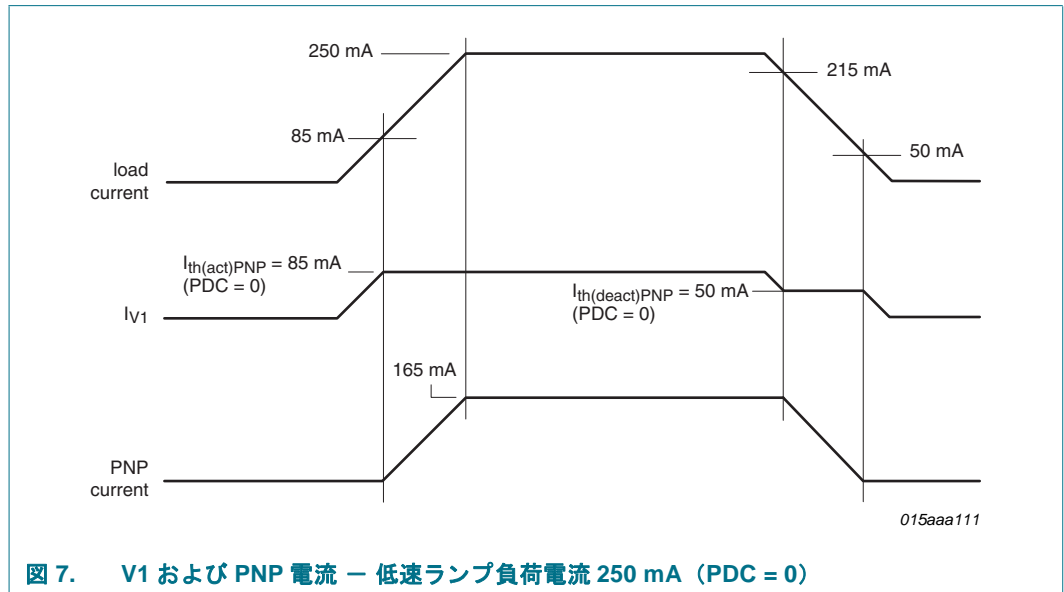 250 mA
215 mA
85 mA
50 mA
load
current
Ith(act)PNP = 85 mA
(PDC = 0)
Ith(deact)PNP = 50 mA
(PDC = 0)
IV1
165 mA
PNP
current
015aaa111
図 7. V1 および PNP 電流 － 低速ランプ負荷電流 250 mA（PDC = 0）